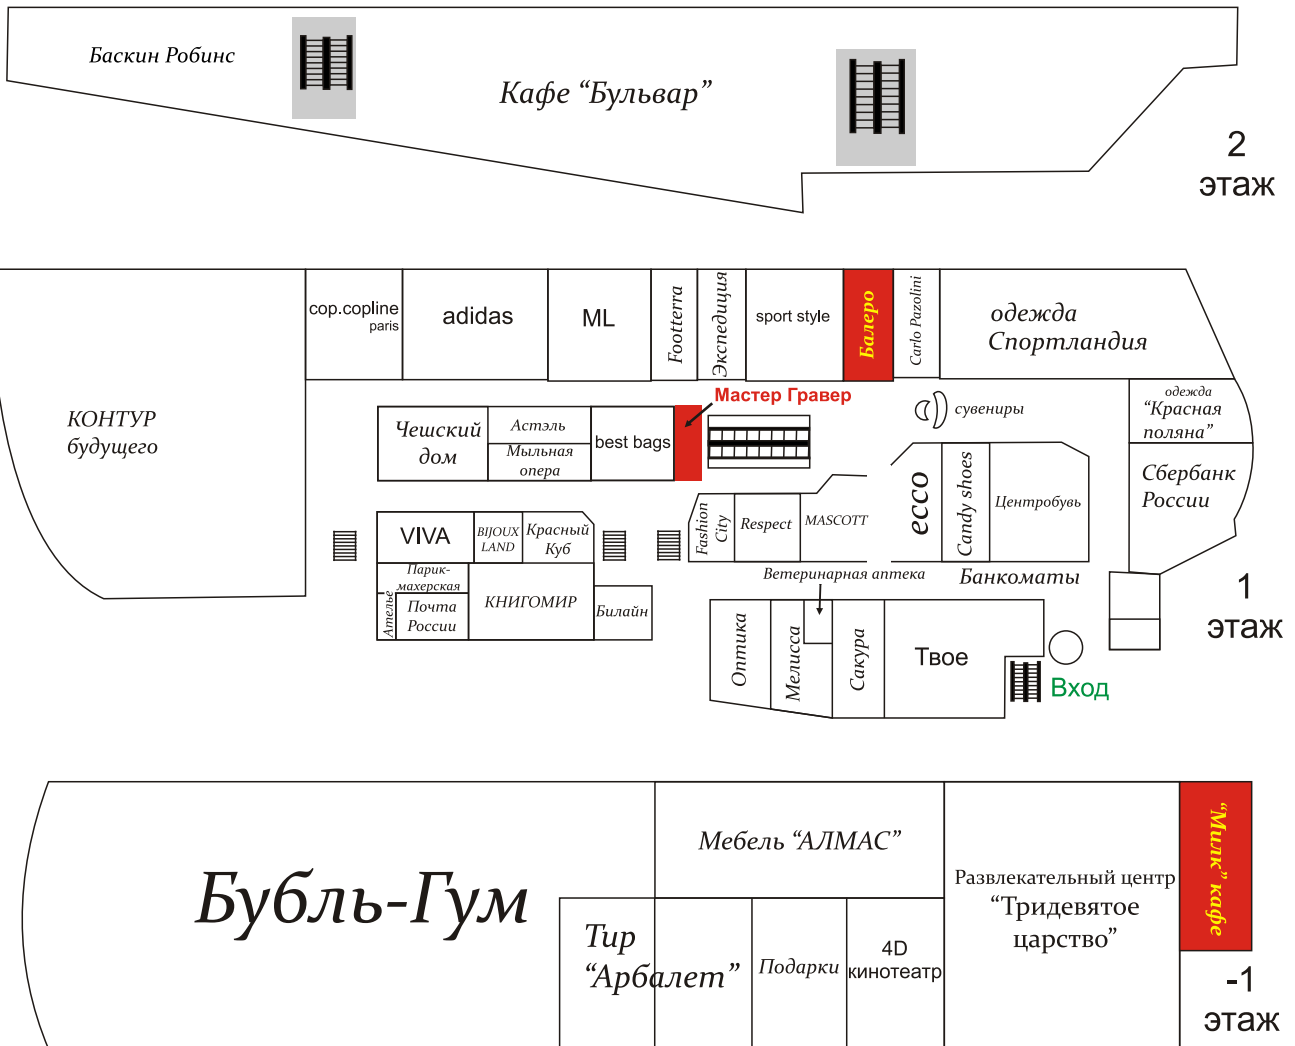 Баскин Робинс
Кафе “Бульвар”
2
этаж
cop.copline
paris
adidas
ML
Footterra
Экспедиция
sport style
Балеро
Carlo Pazolini
одежда
Спортландия
КОНТУР
будущего
Чешский
дом
Астэль
Мыльная
опера
best bags
Мастер Гравер
сувениры
одежда
“Красная
поляна”
Сбербанк
России
VIVA
BIJOUX
LAND
Красный
Куб
Fashion
City
Respect
MASCOTT
ecco
Candy shoes
Центробувь
Парик-
махерская
Ателье
Почта
России
КНИГОМИР
Билайн
Ветеринарная аптека
Банкоматы
Оптика
Мелисса
Сакура
Твое
Вход
1
этаж
Бубль-Гум
Мебель “АЛМАС”
Тир
“Арбалет”
Подарки
4D
кинотеатр
Развлекательный центр
“Тридевятое
царство”
“Милк” кафе
-1
этаж